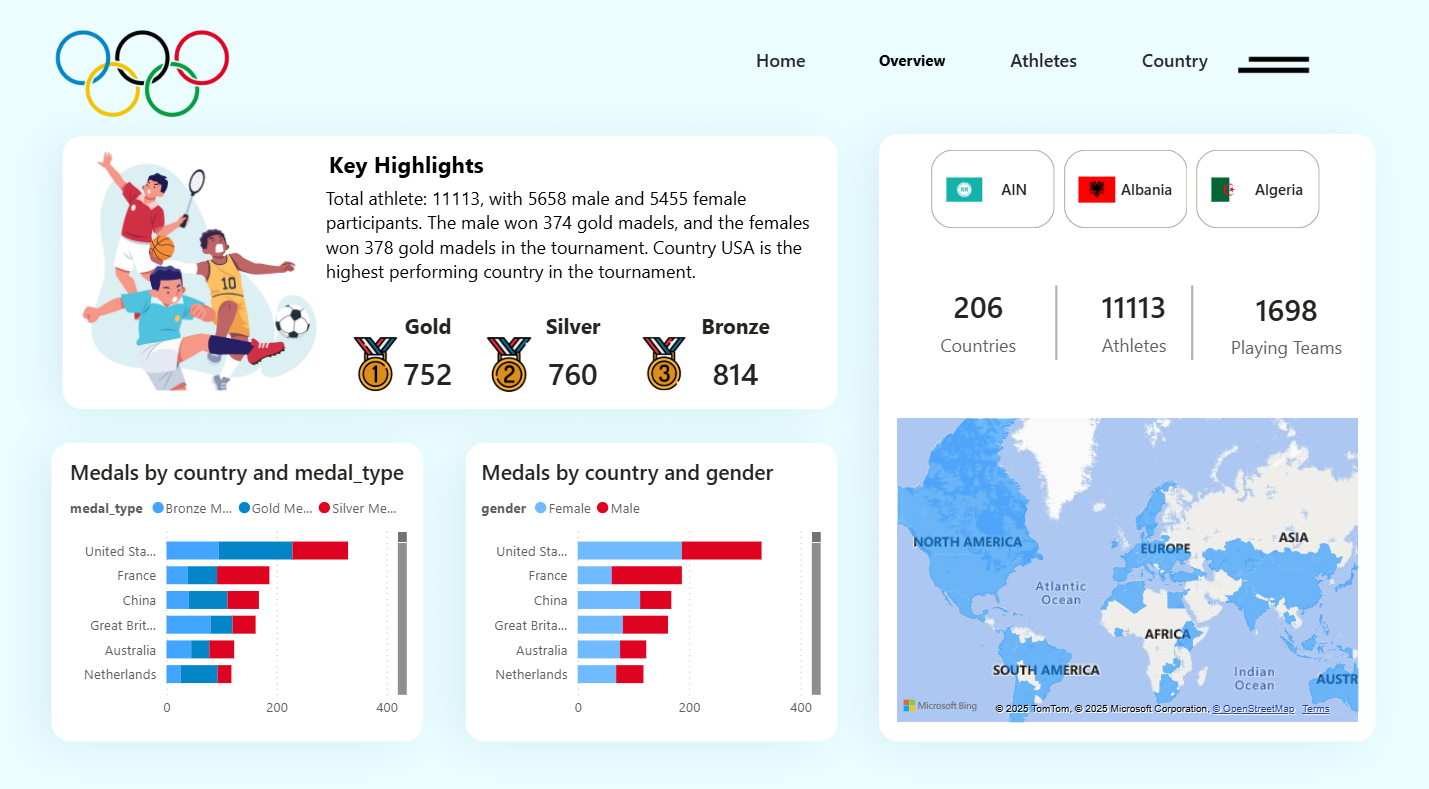 Home
Overview
Athletes
Country
Key Highlights
Total athlete: 11113, with 5658 male and 5455 female
participants. The male won 374 gold madels, and the females
won 378 gold madels in the tournament. Country USA is the
highest performing country in the tournament.
Gold
Silver
Bronze
1
752
2
760
3
814
10
AIN
Albania
Algeria
206
Countries
11113
Athletes
1698
Playing Teams
Medals by country and medal_type
medal_type Bronze M... Gold Me... Silver Me...
United Sta...
France
China
Great Brit...
Australia
Netherlands
0 200 400
Medals by country and gender
gender Female Male
United Sta...
France
China
Great Brita...
Australia
Netherlands
0 200 400
NORTH AMERICA
EUROPE
ASIA
Atlantic
Ocean
AFRICA
SOUTH AMERICA
Indian
Ocean
AUSTR
Microsoft Bing
© 2025 TomTom, © 2025 Microsoft Corporation, © OpenStreetMap Terms